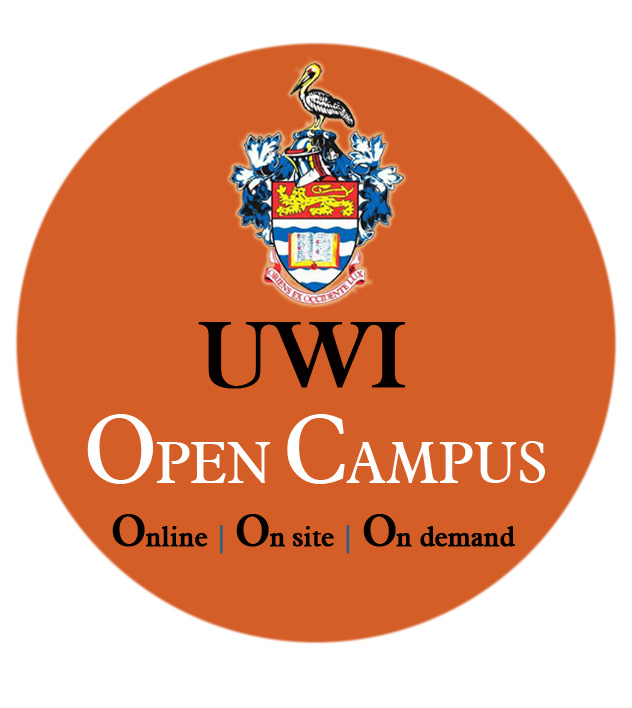 ORIENS EX OCCIDENTE LUX
UWI
OPEN CAMPUS
Online | On site | On demand